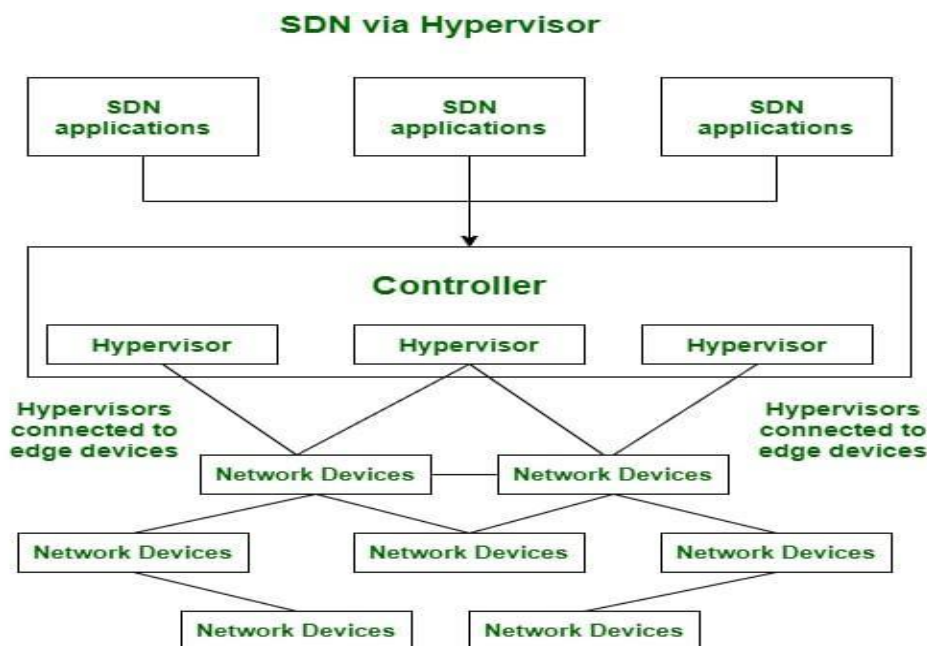 SDN via Hypervisor
SDN
applications
SDN
applications
SDN
applications
Controller
Hypervisor
Hypervisor
Hypervisor
Hypervisors
connected to
edge devices
Hypervisors
connected to
edge devices
Network Devices
Network Devices
Network Devices
Network Devices
Network Devices
Network Devices
Network Devices